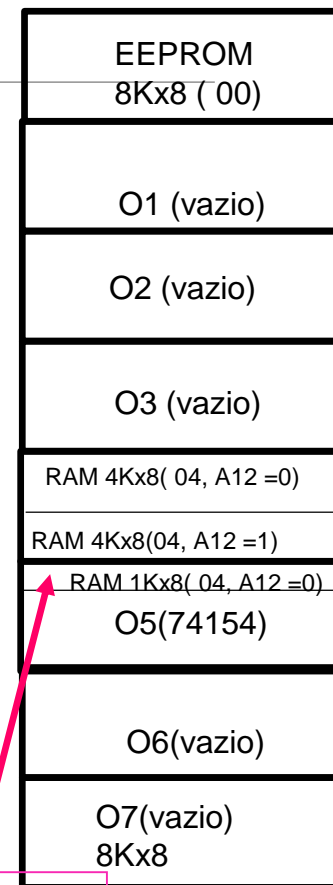 EEPROM
8Kx8 ( 00)
O1 (vazio)
O2 (vazio)
O3 (vazio)
RAM 4Kx8( 04, A12 =0)
RAM 4Kx8(04, A12 =1)
RAM 1Kx8( 04, A12 =0)
O5(74154)
O6(vazio)
O7(vazio)
8Kx8